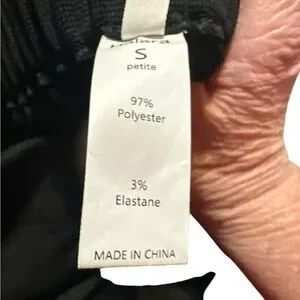 S
petite
97%
Polyester
3%
Elastane
MADE IN CHINA